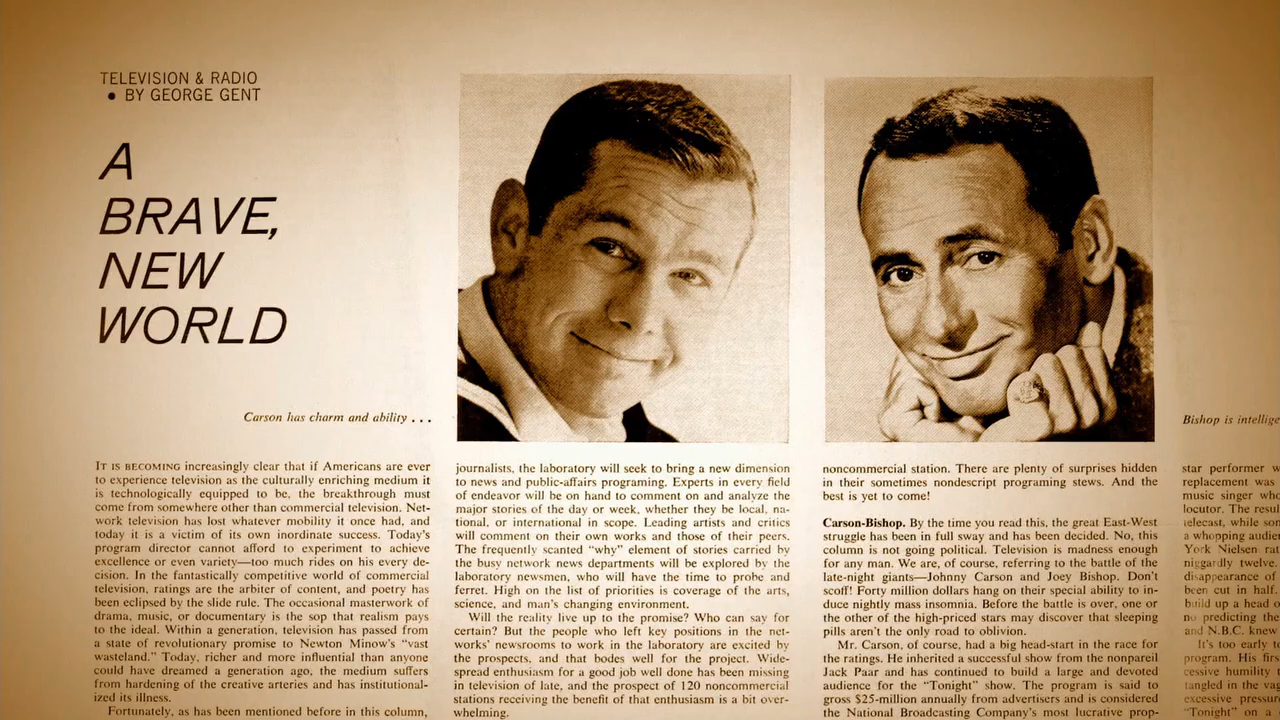 TELEVISION & RADIO
• BY GEORGE GENT
A
BRAVE,
NEW
WORLD
Carson has charm and ability . . .
IT IS BECOMING increasingly clear that if Americans are ever
to experience television as the culturally enriching medium it
is technologically equipped to be, the breakthrough must
come from somewhere other than commercial television. Net-
work television has lost whatever mobility it once had, and
today it is a victim of its own inordinate success. Today's
program director cannot afford to experiment to achieve
excellence or even variety—too much rides on his every de-
cision. In the fantastically competitive world of commercial
television, ratings are the arbiter of content, and poetry has
been eclipsed by the slide rule. The occasional masterwork of
drama, music, or documentary is the sop that realism pays
to the ideal. Within a generation, television has passed from
a state of revolutionary promise to Newton Minow's "vast
wasteland." Today, richer and more influential than anyone
could have dreamed a generation ago, the medium suffers
from hardening of the creative arteries and has institutional-
ized its illness.
Fortunately, as has been mentioned before in this column,
journalists, the laboratory will seek to bring a new dimension
to news and public-affairs programing. Experts in every field
of endeavor will be on hand to comment on and analyze the
major stories of the day or week, whether they be local, na-
tional, or international in scope. Leading artists and critics
will comment on their own works and those of their peers.
The frequently scanted "why" element of stories carried by
the busy network news departments will be explored by the
laboratory newsmen, who will have the time to probe and
ferret. High on the list of priorities is coverage of the arts,
science, and man's changing environment.
Will the reality live up to the promise? Who can say for
certain? But the people who left key positions in the net-
works' newsrooms to work in the laboratory are excited by
the prospects, and that bodes well for the project. Wide-
spread enthusiasm for a good job well done has been missing
in television of late, and the prospect of 120 noncommercial
stations receiving the benefit of that enthusiasm is a bit over-
whelming.
noncommercial station. There are plenty of surprises hidden
in their sometimes nondescript programing stews. And the
best is yet to come!
Carson-Bishop. By the time you read this, the great East-West
struggle has been in full sway and has been decided. No, this
column is not going political. Television is madness enough
for any man. We are, of course, referring to the battle of the
late-night giants—Johnny Carson and Joey Bishop. Don't
scoff! Forty million dollars hang on their special ability to in-
duce nightly mass insomnia. Before the battle is over, one or
the other of the high-priced stars may discover that sleeping
pills aren't the only road to oblivion.
Mr. Carson, of course, had a big head-start in the race for
the ratings. He inherited a successful show from the nonpareil
Jack Paar and has continued to build a large and devoted
audience for the "Tonight" show. The program is said to
gross $25-million annually from advertisers and is considered
the National Broadcasting Company's most lucrative prop-
Bishop is intellige
star performer w
replacement was
music singer who
locutor. The resul
telecast, while son
a whopping audien
York Nielsen rat
niggardly twelve.
disappearance of
been cut in half.
build up a head o
no predicting the
and N.B.C. knew
It's too early to
program. His firs
cessive humility
tangled in the vag
excessive pressur
"Tonight" on a